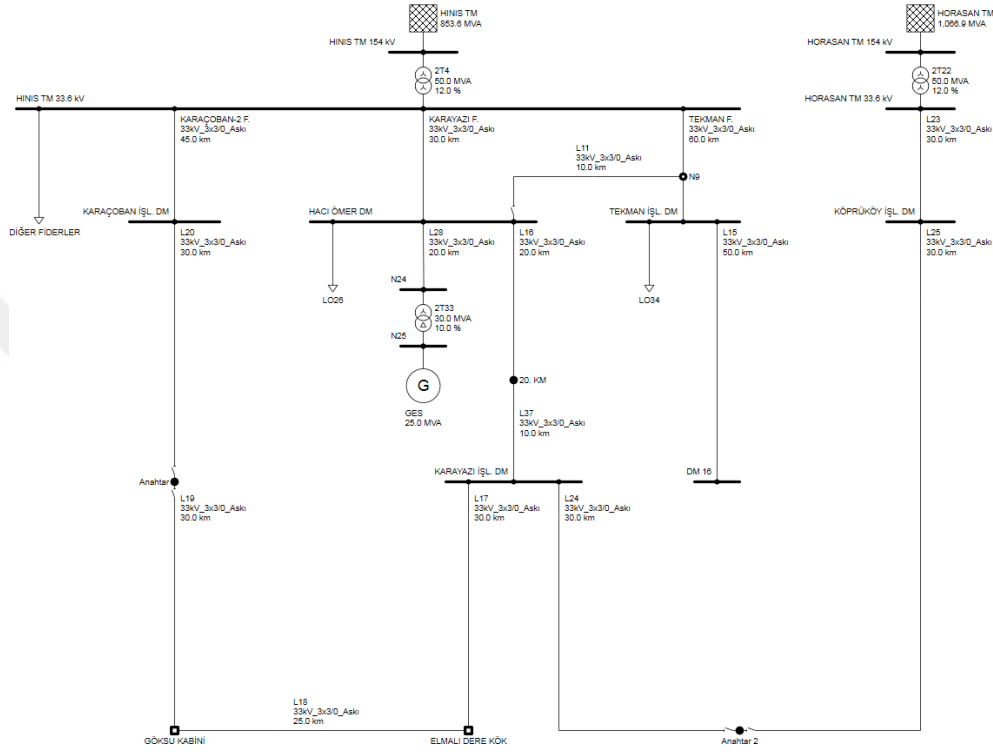 HINIS TM
853.6 MVA
HORASAN TM
1,066.9 MVA
HINIS TM 154 kV
HORASAN TM 154 kV
2T4
50.0 MVA
12.0 %
2T22
50.0 MVA
12.0 %
HINIS TM 33.6 kV
HORASAN TM 33.6 kV
KARAÇOBAN-2 F.
33kV_3x3/0_Askı
45.0 km
KARAYAZI F.
33kV_3x3/0_Askı
30.0 km
TEKMAN F.
33kV_3x3/0_Askı
60.0 km
L23
33kV_3x3/0_Askı
30.0 km
L11
33kV_3x3/0_Askı
10.0 km
N9
KARAÇOBAN İŞL. DM
HACI ÖMER DM
TEKMAN İŞL. DM
KÖPRÜKÖY İŞL. DM
DİĞER FİDERLER
L20
33kV_3x3/0_Askı
30.0 km
L28
33kV_3x3/0_Askı
20.0 km
L16
33kV_3x3/0_Askı
20.0 km
L15
33kV_3x3/0_Askı
50.0 km
L25
33kV_3x3/0_Askı
30.0 km
N24
LO26
LO34
2T33
30.0 MVA
10.0 %
N25
G
GES
25.0 MVA
20. KM
L37
33kV_3x3/0_Askı
10.0 km
KARAYAZI İŞL. DM
DM 16
Anahtar
L19
33kV_3x3/0_Askı
30.0 km
L17
33kV_3x3/0_Askı
30.0 km
L24
33kV_3x3/0_Askı
30.0 km
L18
33kV_3x3/0_Askı
25.0 km
GÖKSU KABİNİ
ELMALI DERE KÖK
Anahtar 2